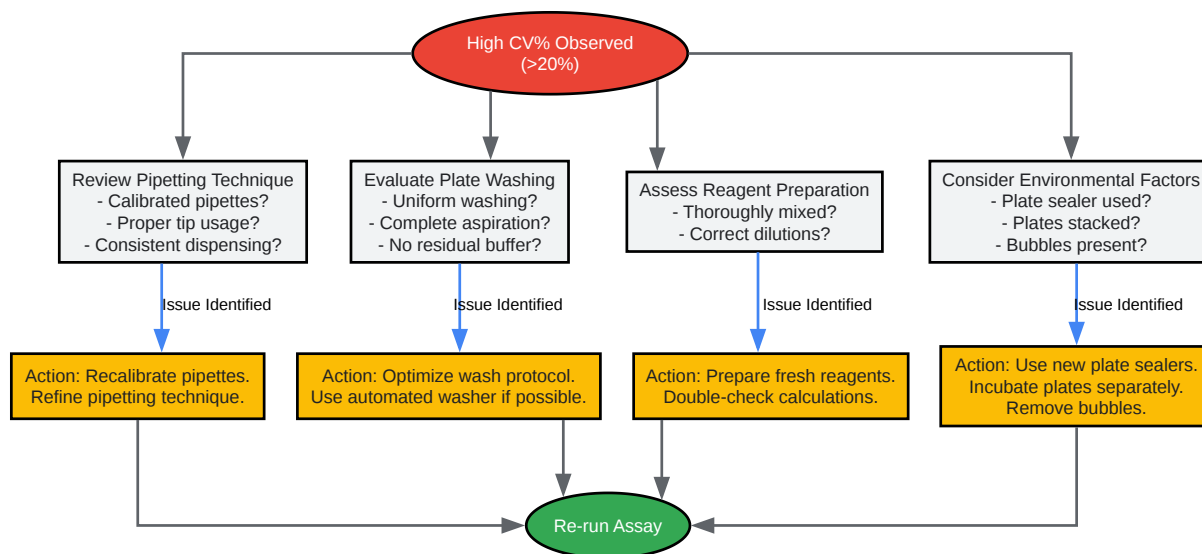 High CV% Observed
(>20%)
Review Pipetting Technique
- Calibrated pipettes?
- Proper tip usage?
- Consistent dispensing?
Evaluate Plate Washing
- Uniform washing?
- Complete aspiration?
- No residual buffer?
Assess Reagent Preparation
- Thoroughly mixed?
- Correct dilutions?
Consider Environmental Factors
- Plate sealer used?
- Plates stacked?
- Bubbles present?
Issue Identified
Issue Identified
Issue Identified
Issue Identified
Action: Recalibrate pipettes.
Refine pipetting technique.
Action: Optimize wash protocol.
Use automated washer if possible.
Action: Prepare fresh reagents.
Double-check calculations.
Action: Use new plate sealers.
Incubate plates separately.
Remove bubbles.
Re-run Assay